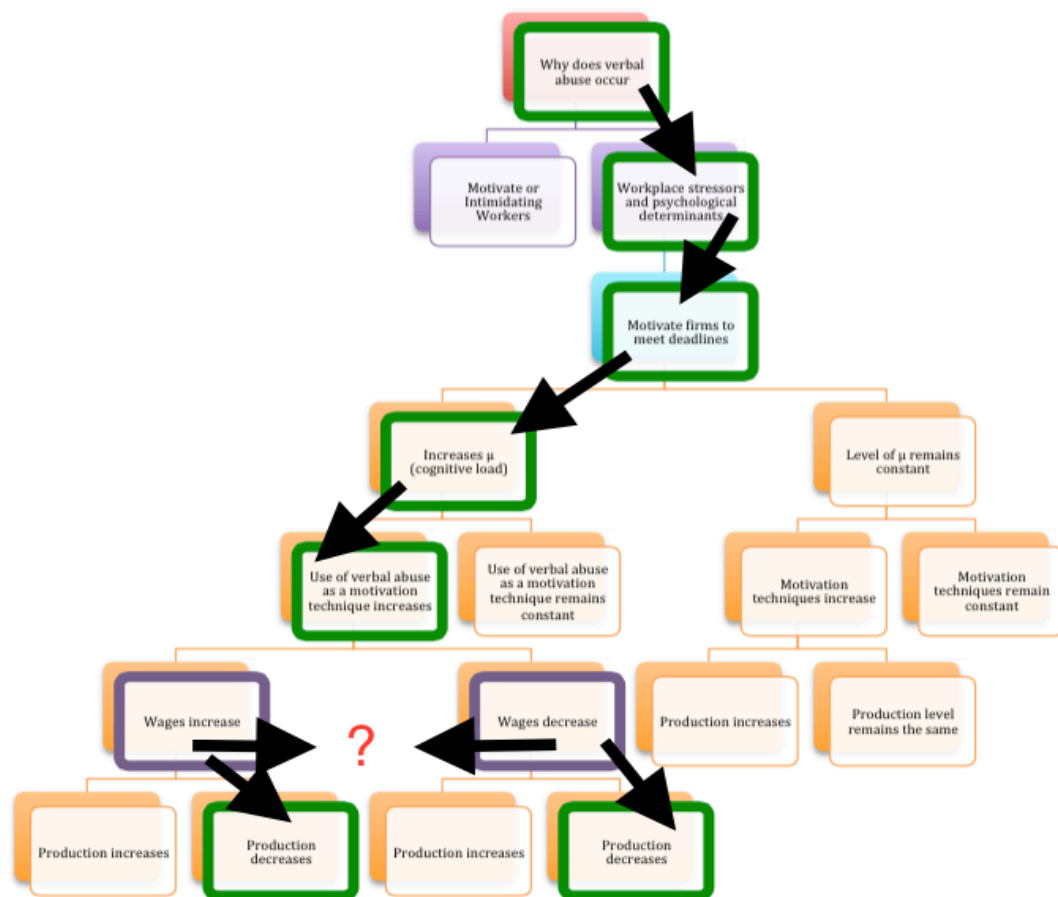 Why does verbal
abuse occur
Motivate or
Intimidating
Workers
Workplace stressors
and psychological
determinants
Motivate firms to
meet deadlines
Increases μ
(cognitive load)
Level of μ remains
constant
Use of verbal abuse
as a motivation
technique increases
Use of verbal abuse
as a motivation
technique remains
constant
Motivation
techniques increase
Motivation
techniques remain
constant
Wages increase
?
Wages decrease
Production increases
Production level
remains the same
Production increases
Production
decreases
Production increases
Production
decreases